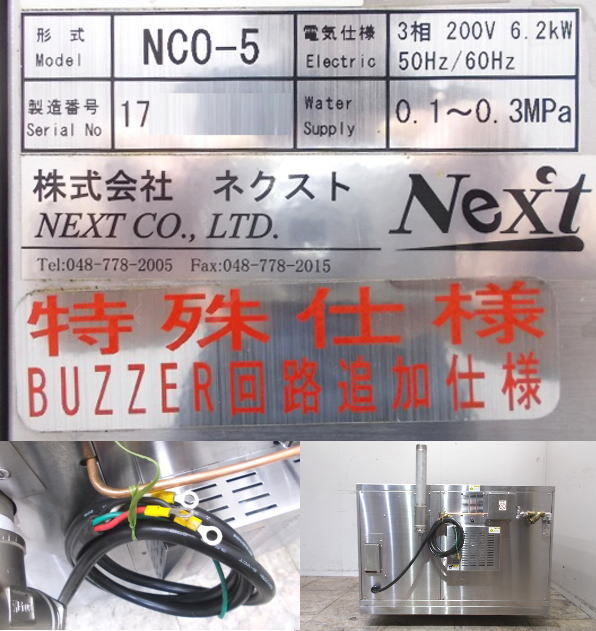 形式 Model NCO-5 電気仕様 Electric 3相 200V 6.2kW 50Hz/60Hz
製造番号 Serial No 17 Water Supply 0.1～0.3MPa
株式会社 ネクスト
NEXT CO., LTD.
Next
Tel:048-778-2005 Fax:048-778-2015
特殊仕様
BUZZER回路追加仕様